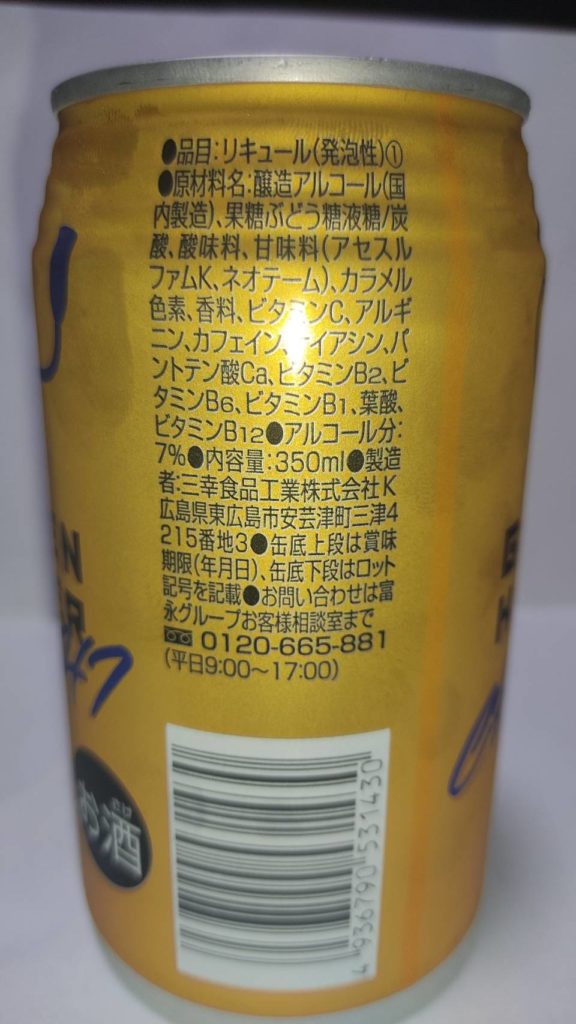 ●品目:リキュール(発泡性)①
●原材料名:醸造アルコール(国
内製造)、果糖ぶどう糖液糖/炭
酸、酸味料、甘味料(アセスル
ファムK、ネオテーム)、カラメル
色素、香料、ビタミンC、アルギ
ニン、カフェイン、ナイアシン、パ
ントテン酸Ca、ビタミンB2、ビ
タミンB6、ビタミンB1、葉酸、
ビタミンB12●アルコール分:
7%●内容量:350ml●製造
者:三幸食品工業株式会社K
広島県東広島市安芸津町三津4
215番地3●缶底上段は賞味
期限(年月日)、缶底下段はロット
記号を記載●お問い合わせは富
永グループお客様相談室まで
0120-665-881
(平日9:00~17:00)
お酒
4 936790 531430